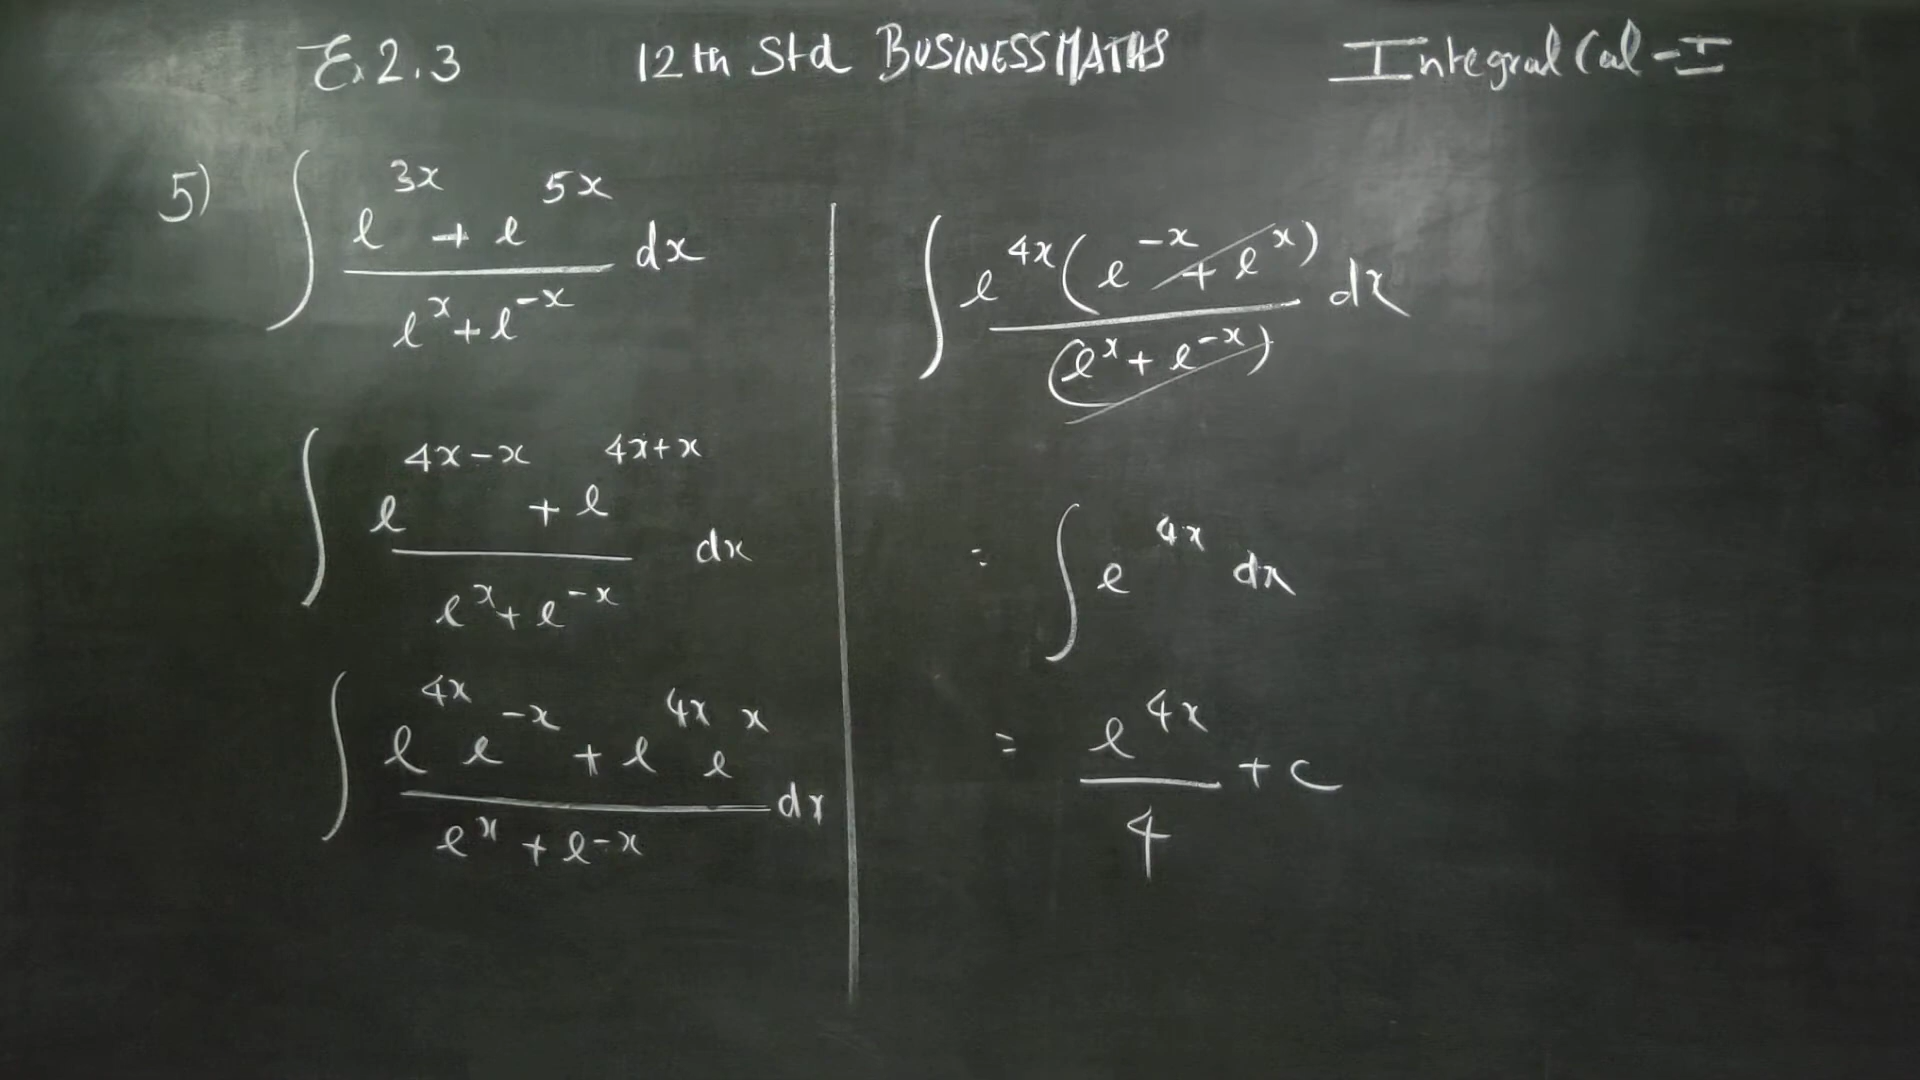 Ex 2.3 12th Std BUSINESS MATHS Integral Cal - I
5) ∫ (e^{3x} + e^{5x}) / (e^x + e^{-x}) dx
∫ (e^{4x-x} + e^{4x+x}) / (e^x + e^{-x}) dx
∫ (e^{4x} e^{-x} + e^{4x} e^x) / (e^x + e^{-x}) dx
∫ e^{4x} (e^{-x} + e^x) / (e^x + e^{-x}) dx
= ∫ e^{4x} dx
= e^{4x} / 4 + c